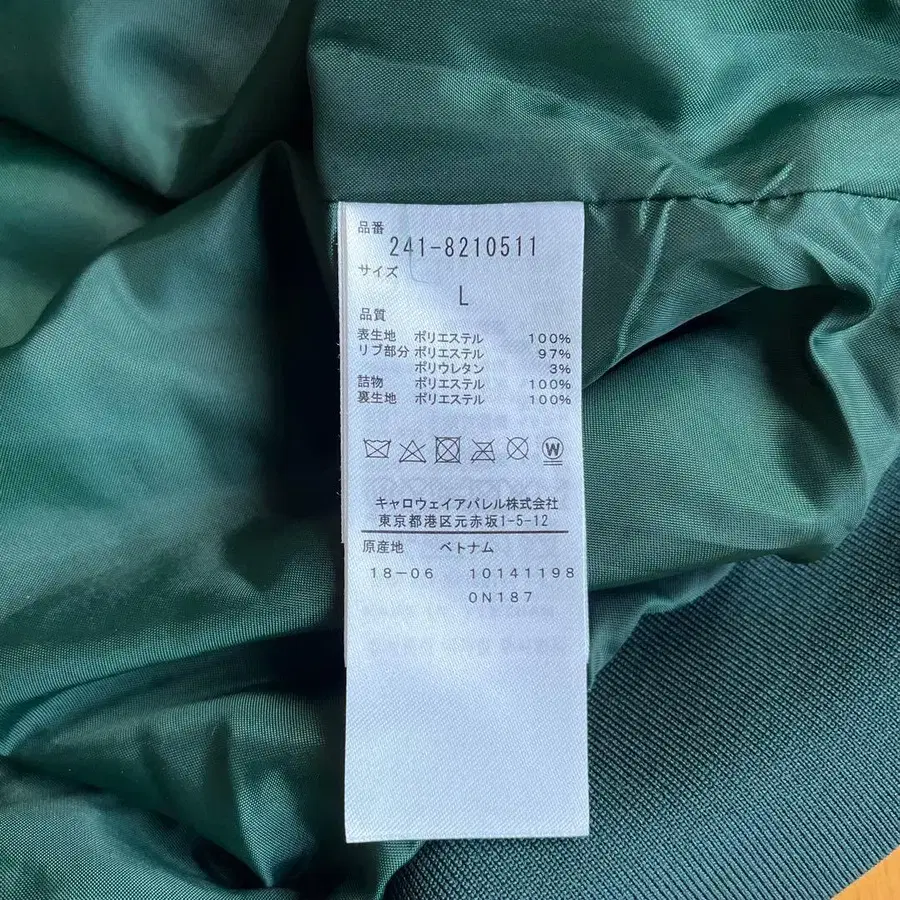 品番
241-8210511
サイズ
L
品質
表生地 ポリエステル 100%
リブ部分 ポリエステル 97%
ポリウレタン 3%
詰物 ポリエステル 100%
裏生地 ポリエステル 100%
W
キャロウェイアパレル株式会社
東京都港区元赤坂1-5-12
原産地 ベトナム
18-06 10141198
0N187